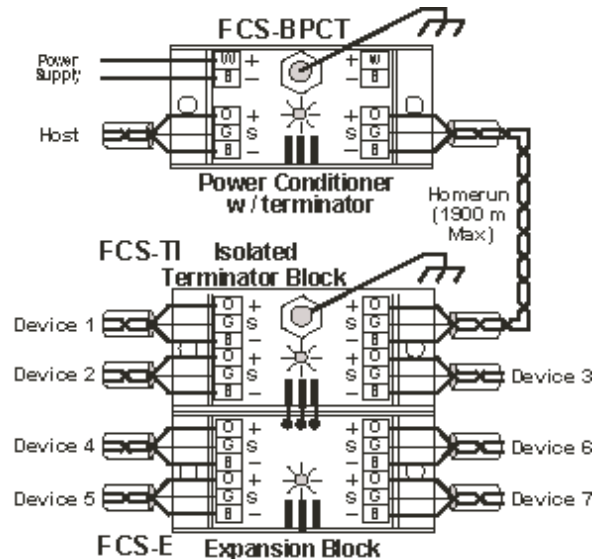 FCS-BPCT
Power
Supply
W + + W
B - - B
O + + O
Host G S S G
B - - B
Power Conditioner
w / terminator
Homerun
(1900 m
Max)
FCS-TI Isolated
Terminator Block
O + + O
Device 1 G S S G
B - - B
O + + O
Device 2 G S S G Device 3
B - - B
O + + O
Device 4 G S S G Device 6
B - - B
O + + O
Device 5 G S S G Device 7
B - - B
FCS-E Expansion Block